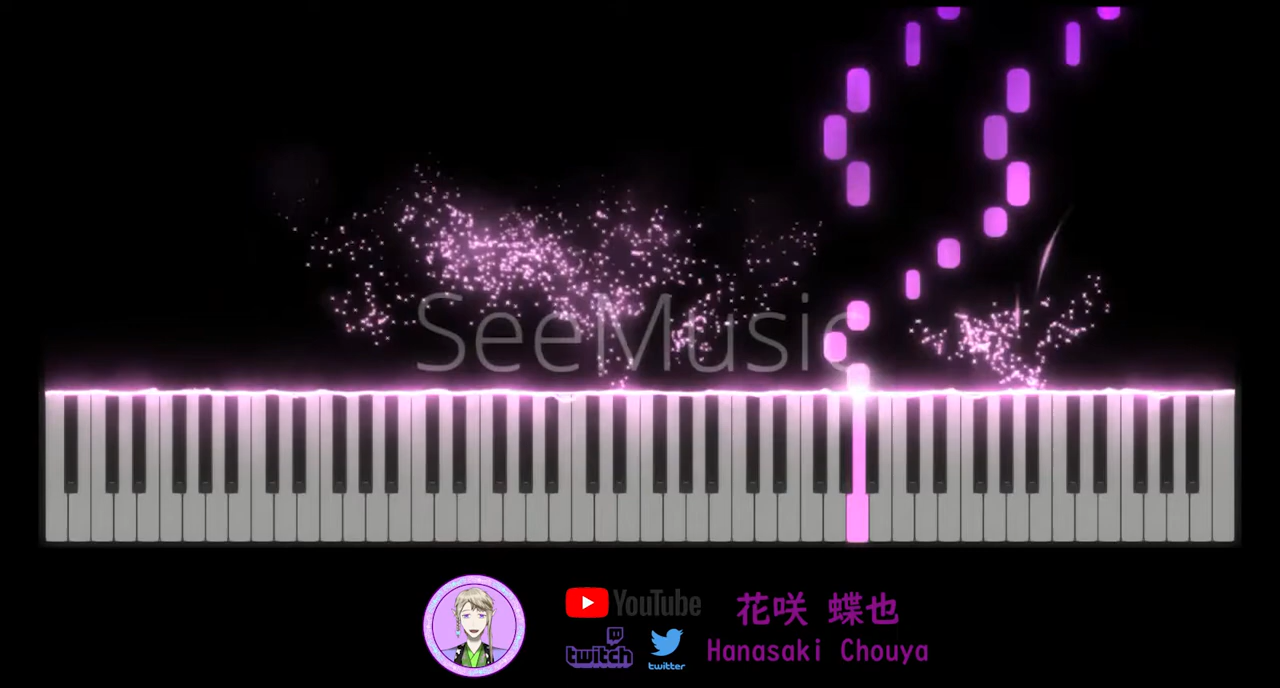 SeeMusic
YouTube
花咲 蝶也
twitch
twitter
Hanasaki Chouya